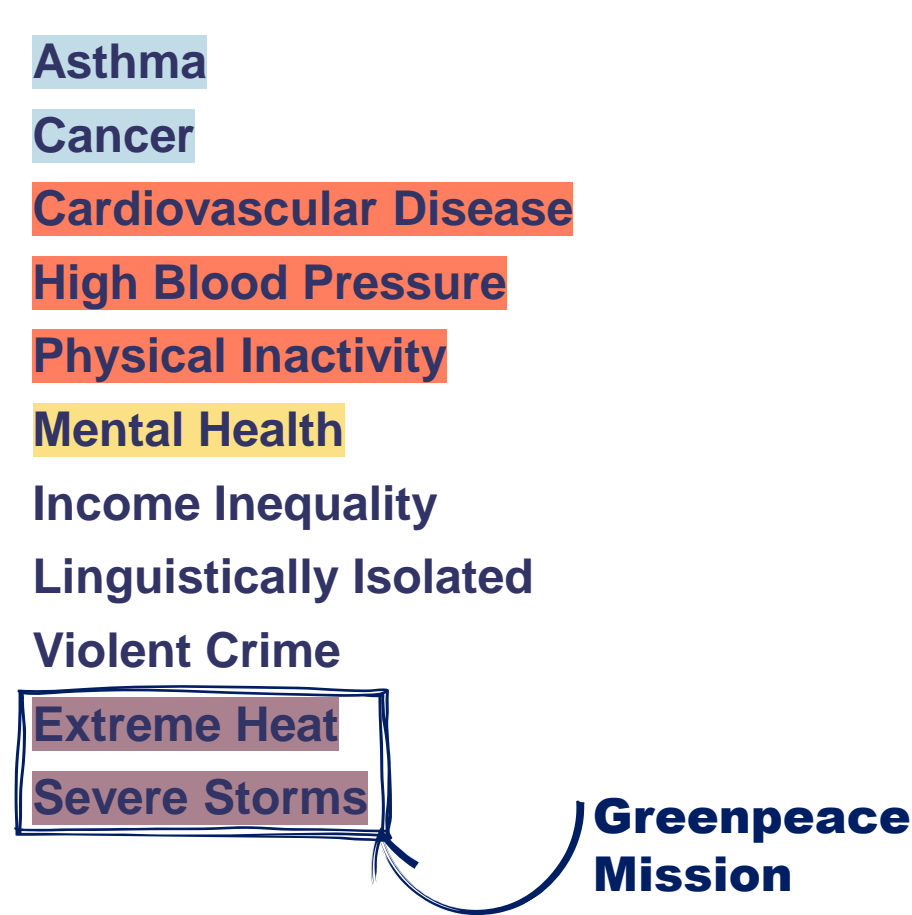 Asthma
Cancer
Cardiovascular Disease
High Blood Pressure
Physical Inactivity
Mental Health
Income Inequality
Linguistically Isolated
Violent Crime
Extreme Heat
Severe Storms
Greenpeace
Mission